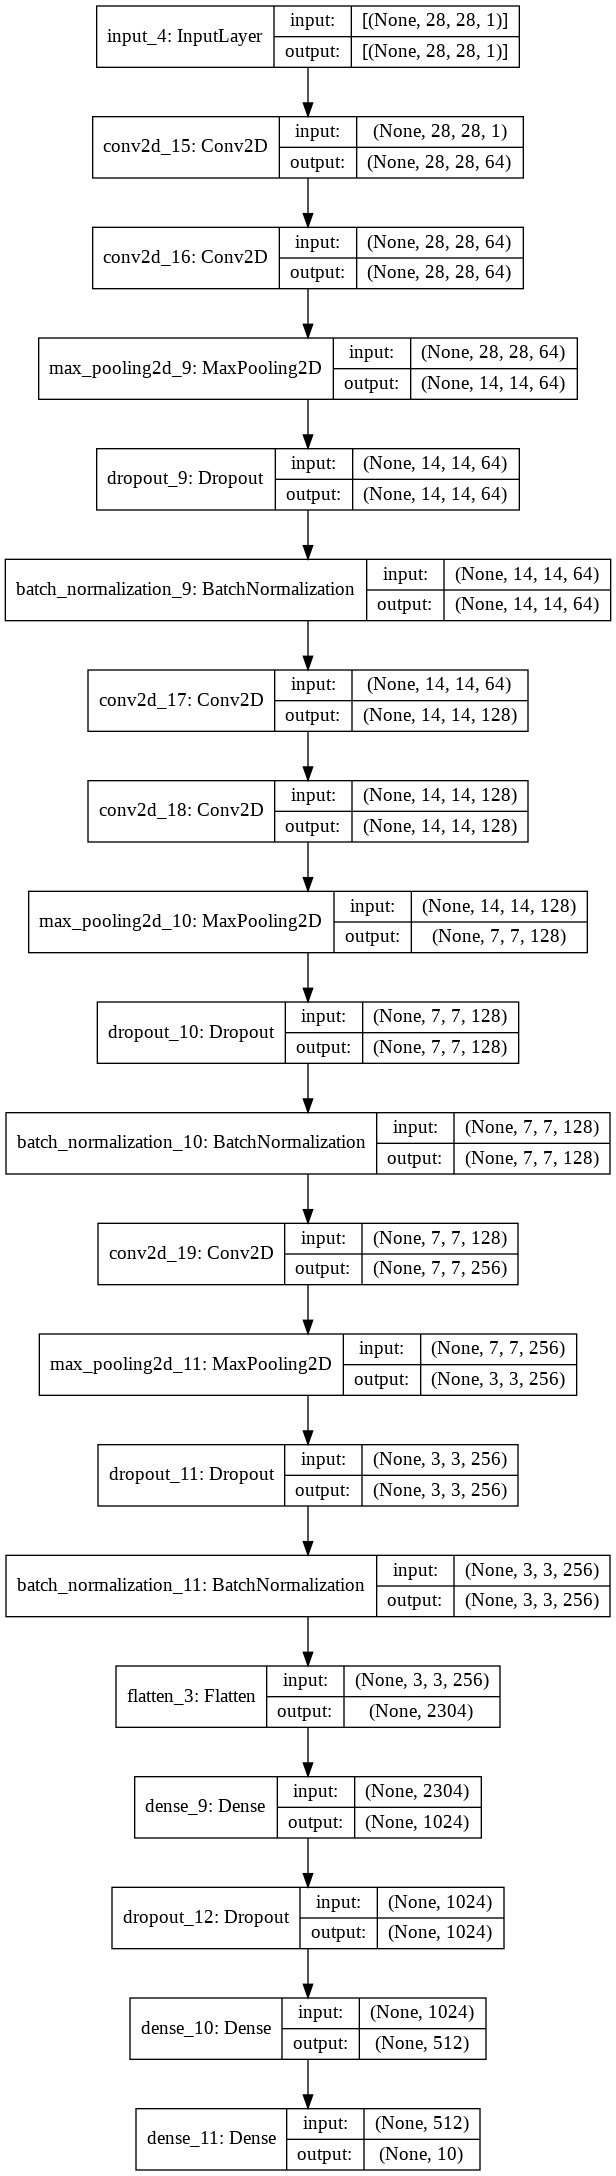 input_4: InputLayer
input: [(None, 28, 28, 1)]
output: [(None, 28, 28, 1)]
conv2d_15: Conv2D
input: (None, 28, 28, 1)
output: (None, 28, 28, 64)
conv2d_16: Conv2D
input: (None, 28, 28, 64)
output: (None, 28, 28, 64)
max_pooling2d_9: MaxPooling2D
input: (None, 28, 28, 64)
output: (None, 14, 14, 64)
dropout_9: Dropout
input: (None, 14, 14, 64)
output: (None, 14, 14, 64)
batch_normalization_9: BatchNormalization
input: (None, 14, 14, 64)
output: (None, 14, 14, 64)
conv2d_17: Conv2D
input: (None, 14, 14, 64)
output: (None, 14, 14, 128)
conv2d_18: Conv2D
input: (None, 14, 14, 128)
output: (None, 14, 14, 128)
max_pooling2d_10: MaxPooling2D
input: (None, 14, 14, 128)
output: (None, 7, 7, 128)
dropout_10: Dropout
input: (None, 7, 7, 128)
output: (None, 7, 7, 128)
batch_normalization_10: BatchNormalization
input: (None, 7, 7, 128)
output: (None, 7, 7, 128)
conv2d_19: Conv2D
input: (None, 7, 7, 128)
output: (None, 7, 7, 256)
max_pooling2d_11: MaxPooling2D
input: (None, 7, 7, 256)
output: (None, 3, 3, 256)
dropout_11: Dropout
input: (None, 3, 3, 256)
output: (None, 3, 3, 256)
batch_normalization_11: BatchNormalization
input: (None, 3, 3, 256)
output: (None, 3, 3, 256)
flatten_3: Flatten
input: (None, 3, 3, 256)
output: (None, 2304)
dense_9: Dense
input: (None, 2304)
output: (None, 1024)
dropout_12: Dropout
input: (None, 1024)
output: (None, 1024)
dense_10: Dense
input: (None, 1024)
output: (None, 512)
dense_11: Dense
input: (None, 512)
output: (None, 10)